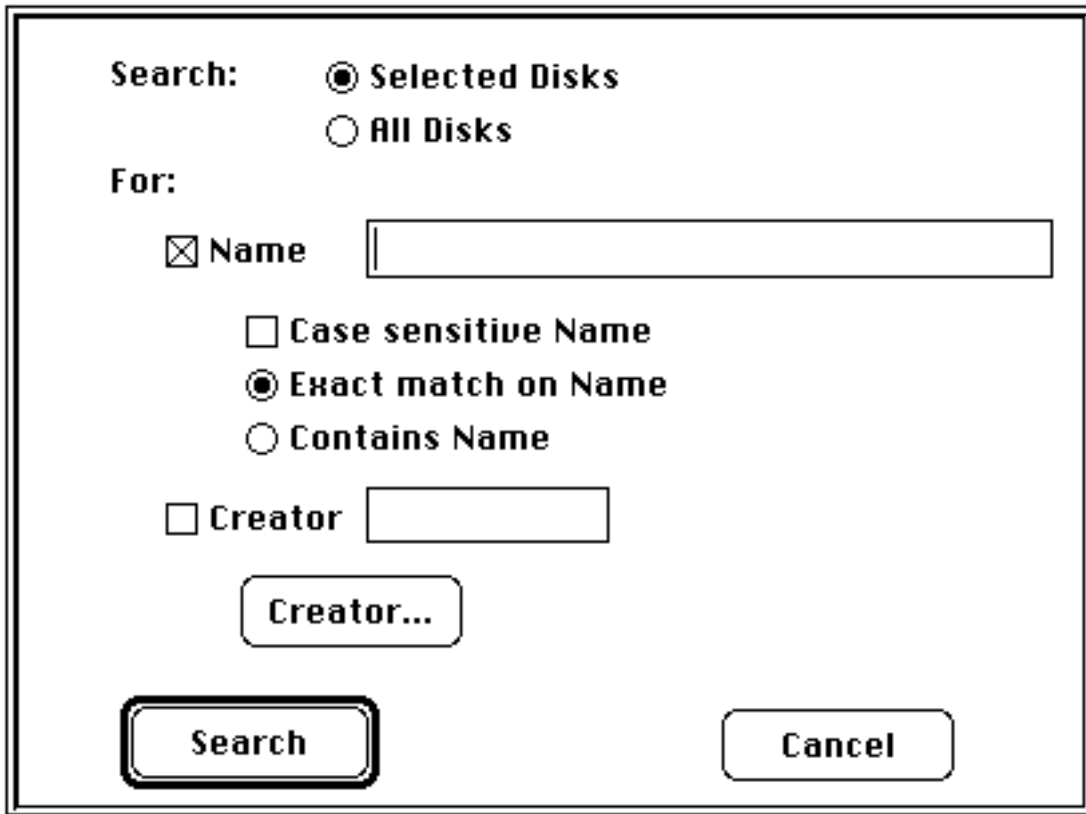 Search: Selected Disks
All Disks
For:
Name
Case sensitive Name
Exact match on Name
Contains Name
Creator
Creator...
Search Cancel